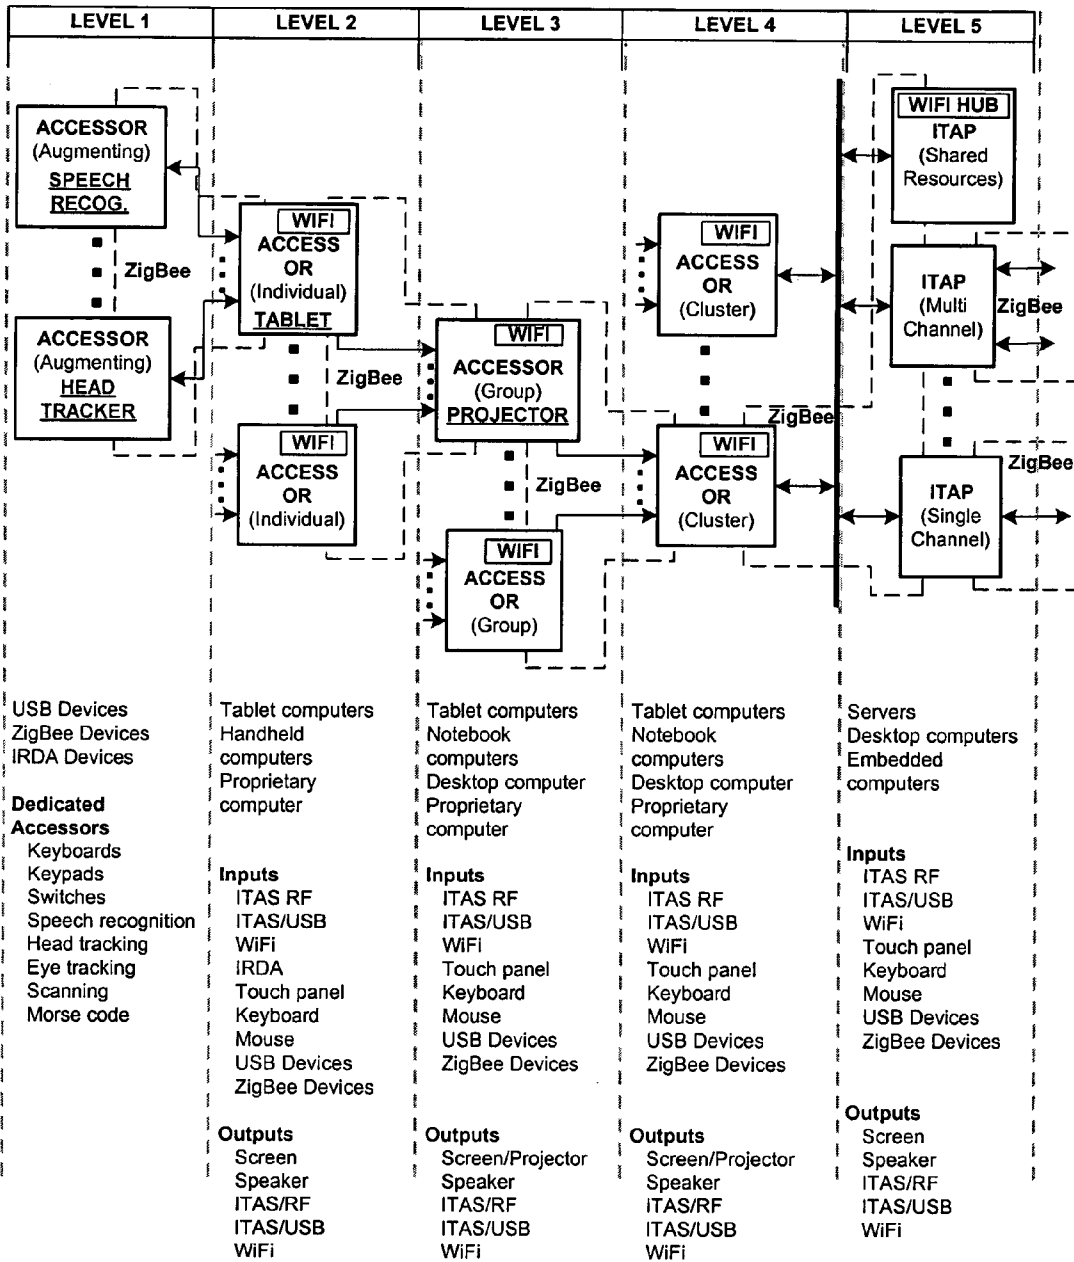 LEVEL 1
LEVEL 2
LEVEL 3
LEVEL 4
LEVEL 5
ACCESSOR
(Augmenting)
SPEECH
RECOG.
ZigBee
ACCESSOR
(Augmenting)
HEAD
TRACKER
WIFI
ACCESS
OR
(Individual)
TABLET
ZigBee
WIFI
ACCESS
OR
(Individual)
WIFI
ACCESSOR
(Group)
PROJECTOR
ZigBee
WIFI
ACCESS
OR
(Group)
WIFI
ACCESS
OR
(Cluster)
ZigBee
WIFI
ACCESS
OR
(Cluster)
WIFI HUB
ITAP
(Shared
Resources)
ITAP
(Multi
Channel)
ZigBee
ZigBee
ITAP
(Single
Channel)
USB Devices
ZigBee Devices
IRDA Devices
Dedicated
Accessors
Keyboards
Keypads
Switches
Speech recognition
Head tracking
Eye tracking
Scanning
Morse code
Tablet computers
Handheld
computers
Proprietary
computer
Inputs
ITAS RF
ITAS/USB
WiFi
IRDA
Touch panel
Keyboard
Mouse
USB Devices
ZigBee Devices
Outputs
Screen
Speaker
ITAS/RF
ITAS/USB
WiFi
Tablet computers
Notebook
computers
Desktop computer
Proprietary
computer
Inputs
ITAS RF
ITAS/USB
WiFi
Touch panel
Keyboard
Mouse
USB Devices
ZigBee Devices
Outputs
Screen/Projector
Speaker
ITAS/RF
ITAS/USB
WiFi
Tablet computers
Notebook
computers
Desktop computer
Proprietary
computer
Inputs
ITAS RF
ITAS/USB
WiFi
Touch panel
Keyboard
Mouse
USB Devices
ZigBee Devices
Outputs
Screen/Projector
Speaker
ITAS/RF
ITAS/USB
WiFi
Servers
Desktop computers
Embedded
computers
Inputs
ITAS RF
ITAS/USB
WiFi
Touch panel
Keyboard
Mouse
USB Devices
ZigBee Devices
Outputs
Screen
Speaker
ITAS/RF
ITAS/USB
WiFi